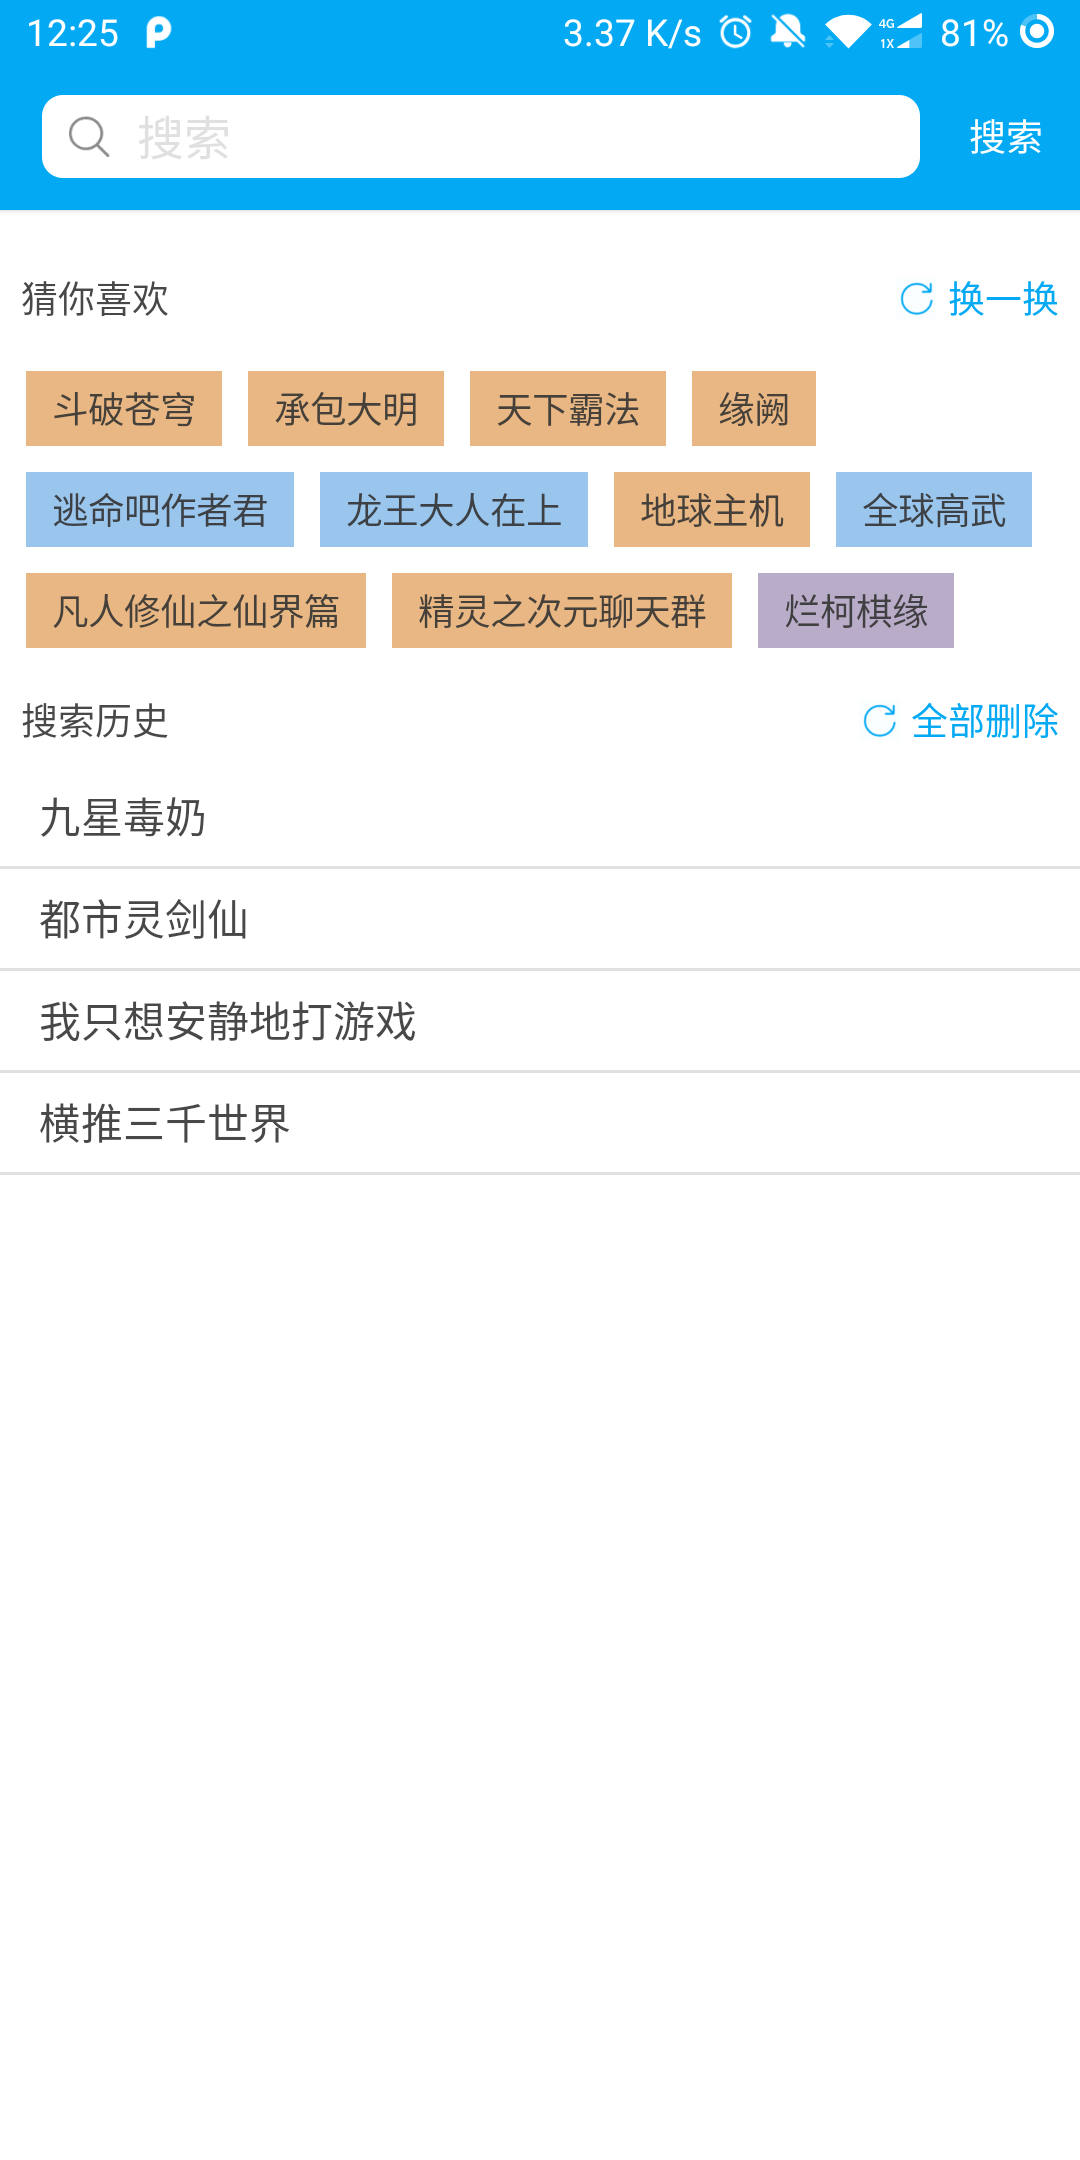 12:25 3.37 K/s 4G 1X 81%
搜索 搜索
猜你喜欢 换一换
斗破苍穹 承包大明 天下霸法 缘阙
逃命吧作者君 龙王大人在上 地球主机 全球高武
凡人修仙之仙界篇 精灵之次元聊天群 烂柯棋缘
搜索历史 全部删除
九星毒奶
都市灵剑仙
我只想安静地打游戏
横推三千世界